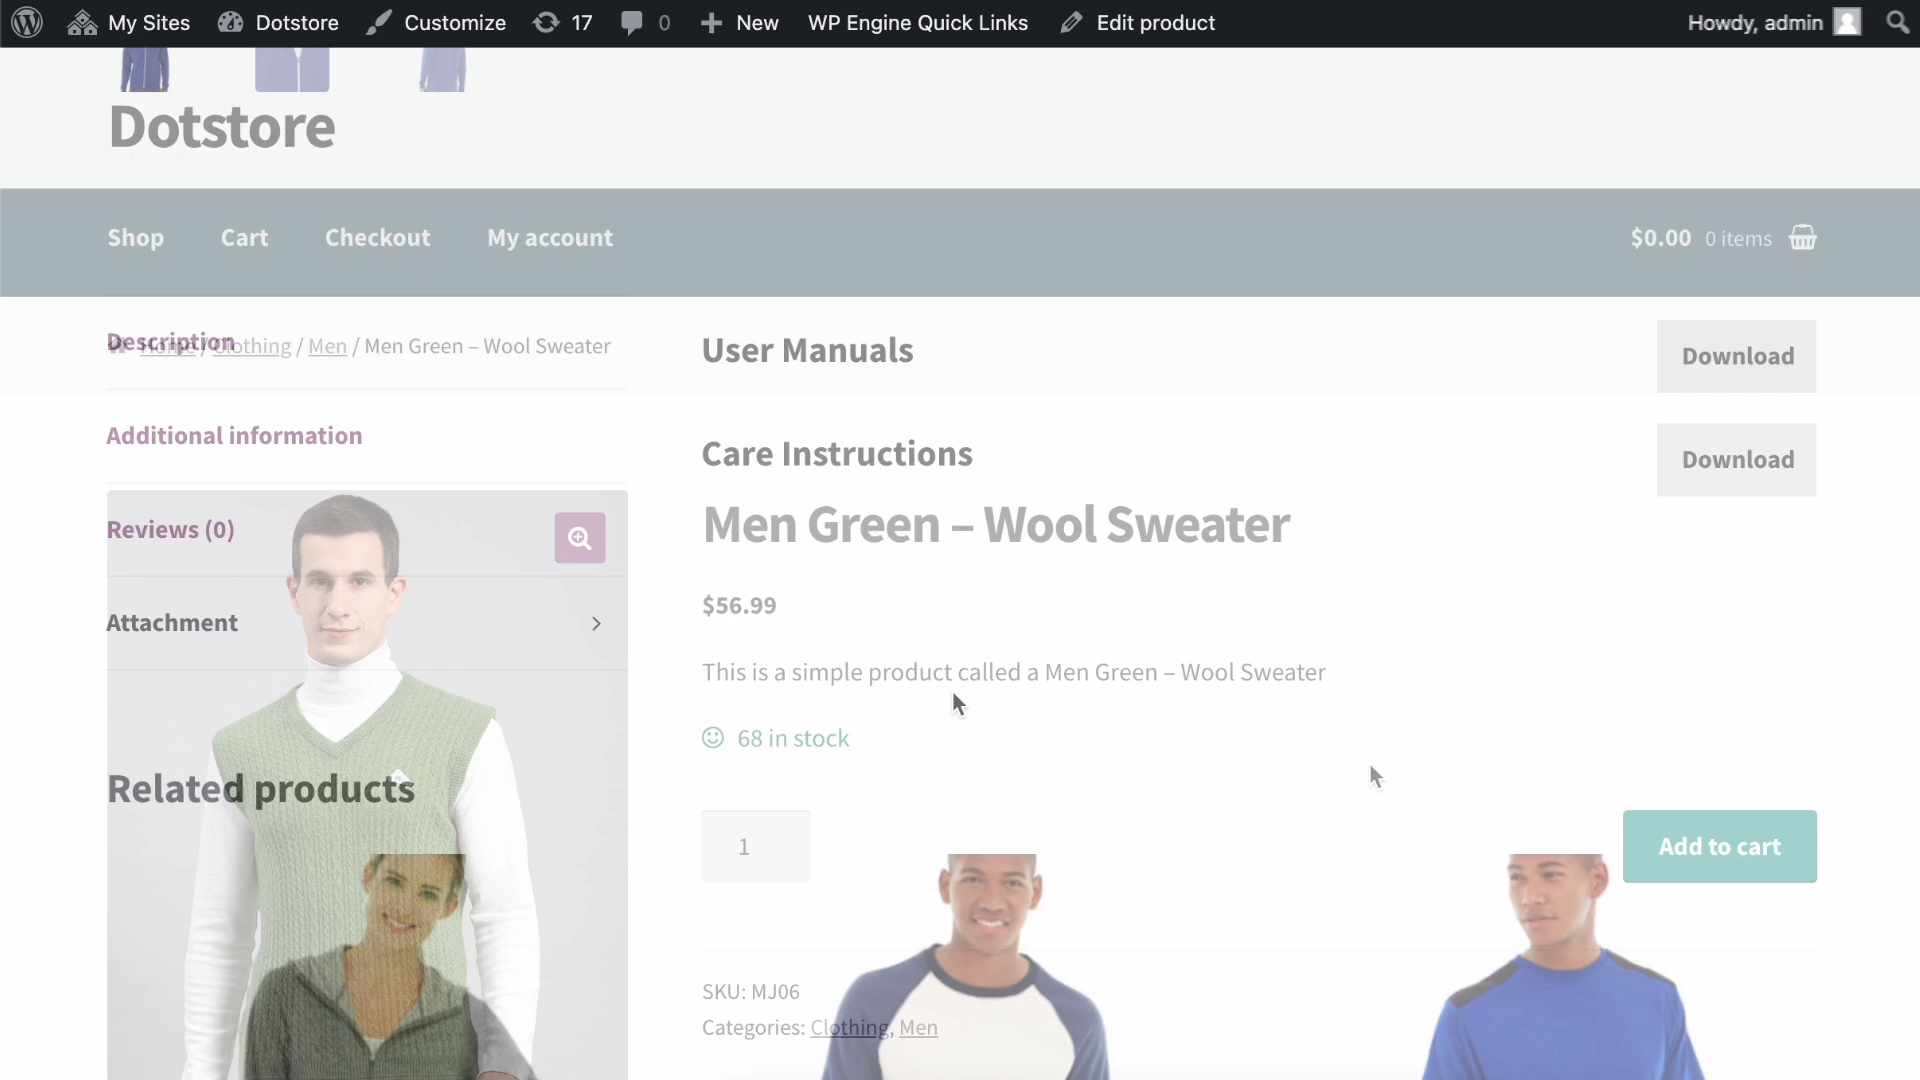 My Sites Dotstore Customize 17 0 New WP Engine Quick Links Edit product Howdy, admin
Dotstore
Shop Cart Checkout My account $0.00 0 items
Description
Home / Clothing / Men / Men Green – Wool Sweater
User Manuals Download
Additional information
Care Instructions Download
Reviews (0)
Men Green – Wool Sweater
$56.99
Attachment
This is a simple product called a Men Green – Wool Sweater
68 in stock
Related products
1 Add to cart
SKU: MJ06
Categories: Clothing, Men